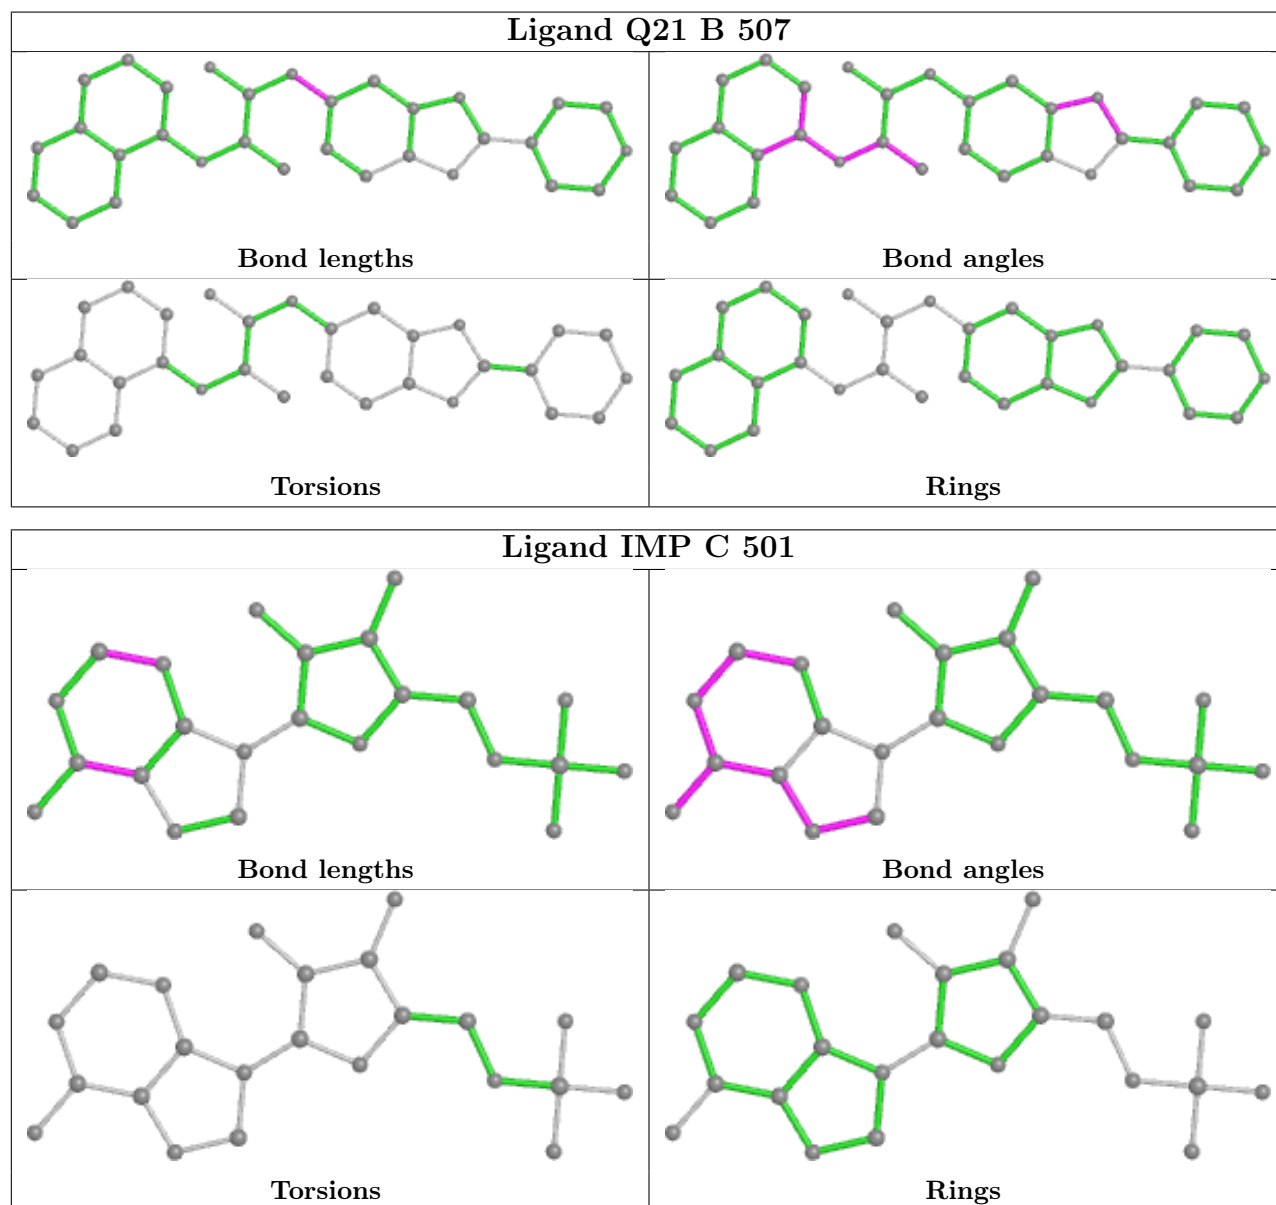 Ligand Q21 B 507
Bond lengths
Bond angles
Torsions
Rings
Ligand IMP C 501
Bond lengths
Bond angles
Torsions
Rings